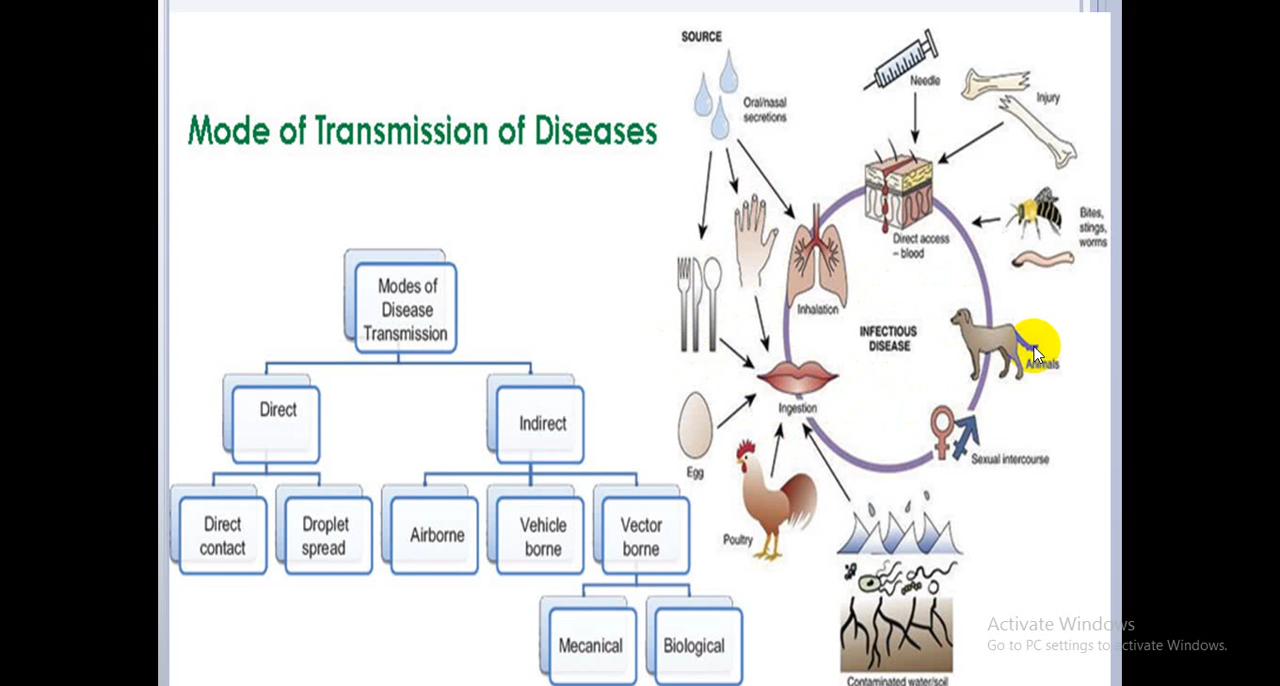 Mode of Transmission of Diseases
Modes of
Disease
Transmission
Direct
Indirect
Direct
contact
Droplet
spread
Airborne
Vehicle
borne
Vector
borne
Mecanical
Biological
SOURCE
Oral/nasal
secretions
Needle
Injury
Direct access
– blood
Bites,
stings,
worms
Inhalation
INFECTIOUS
DISEASE
Animals
Ingestion
Sexual intercourse
Egg
Poultry
Contaminated water/soil
Activate Windows
Go to PC settings to activate Windows.